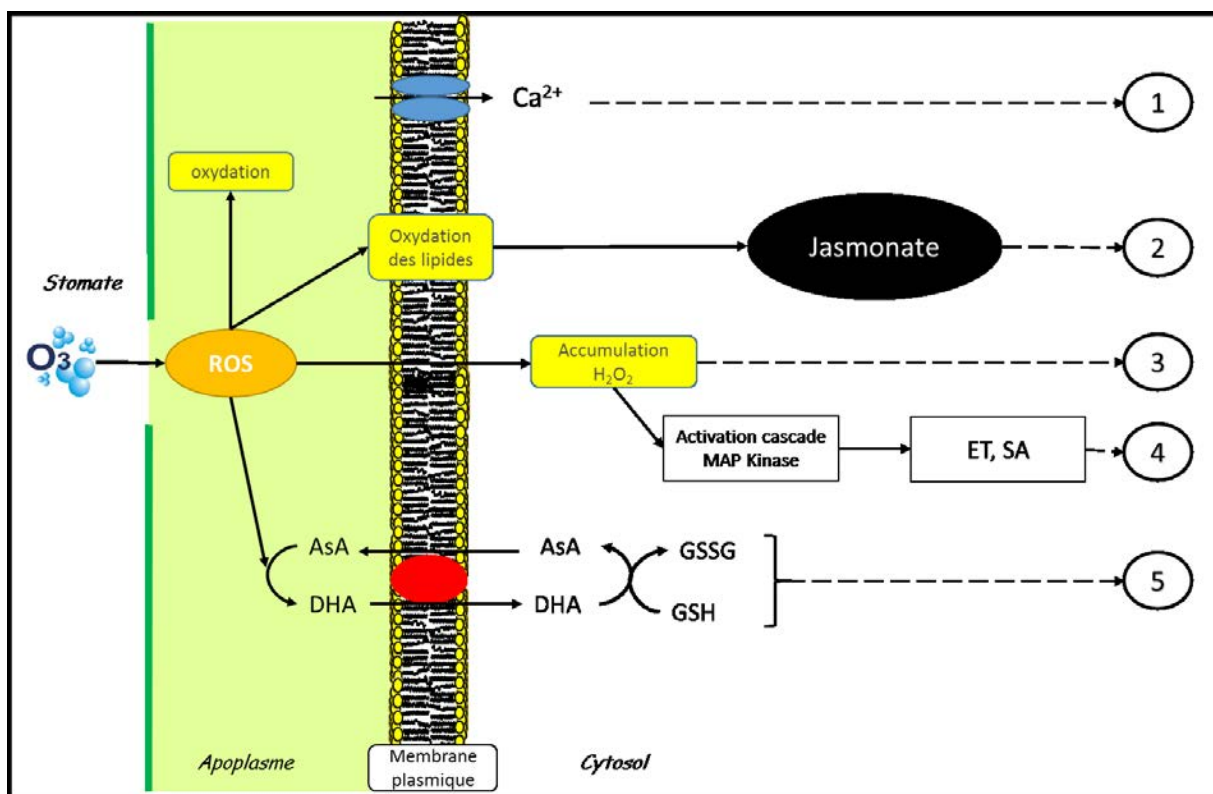 Ca²⁺
1
oxydation
Oxydation
des lipides
Jasmonate
2
Stomate
O3
ROS
Accumulation
H₂O₂
3
Activation cascade
MAP Kinase
ET, SA
4
AsA
AsA
GSSG
DHA
DHA
GSH
5
Apoplasme
Membrane
plasmique
Cytosol